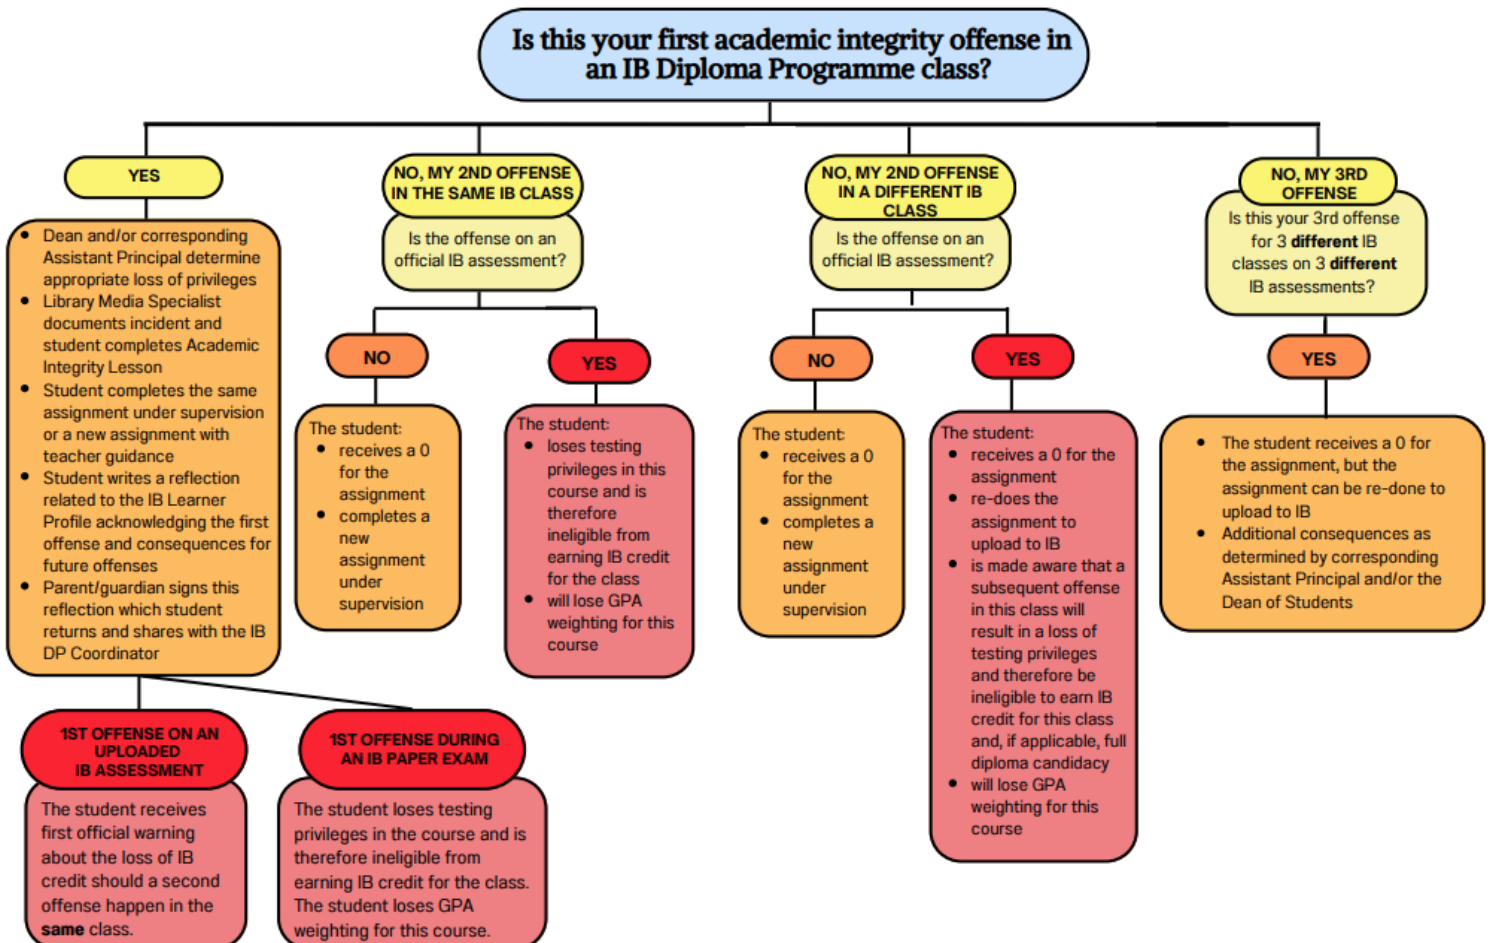 Is this your first academic integrity offense in
an IB Diploma Programme class?
YES
• Dean and/or corresponding
Assistant Principal determine
appropriate loss of privileges
• Library Media Specialist
documents incident and
student completes Academic
Integrity Lesson
• Student completes the same
assignment under supervision
or a new assignment with
teacher guidance
• Student writes a reflection
related to the IB Learner
Profile acknowledging the first
offense and consequences for
future offenses
• Parent/guardian signs this
reflection which student
returns and shares with the IB
DP Coordinator
1ST OFFENSE ON AN
UPLOADED
IB ASSESSMENT
The student receives
first official warning
about the loss of IB
credit should a second
offense happen in the
same class.
1ST OFFENSE DURING
AN IB PAPER EXAM
The student loses testing
privileges in the course and is
therefore ineligible from
earning IB credit for the class.
The student loses GPA
weighting for this course.
NO, MY 2ND OFFENSE
IN THE SAME IB CLASS
Is the offense on an
official IB assessment?
NO
The student:
• receives a 0
for the
assignment
• completes a
new
assignment
under
supervision
YES
The student:
• loses testing
privileges in this
course and is
therefore
ineligible from
earning IB credit
for the class
• will lose GPA
weighting for this
course
NO, MY 2ND OFFENSE
IN A DIFFERENT IB
CLASS
Is the offense on an
official IB assessment?
NO
The student:
• receives a 0
for the
assignment
• completes a
new
assignment
under
supervision
YES
The student:
• receives a 0 for the
assignment
• re-does the
assignment to
upload to IB
• is made aware that a
subsequent offense
in this class will
result in a loss of
testing privileges
and therefore be
ineligible to earn IB
credit for this class
and, if applicable, full
diploma candidacy
• will lose GPA
weighting for this
course
NO, MY 3RD
OFFENSE
Is this your 3rd offense
for 3 different IB
classes on 3 different
IB assessments?
YES
• The student receives a 0 for
the assignment, but the
assignment can be re-done to
upload to IB
• Additional consequences as
determined by corresponding
Assistant Principal and/or the
Dean of Students